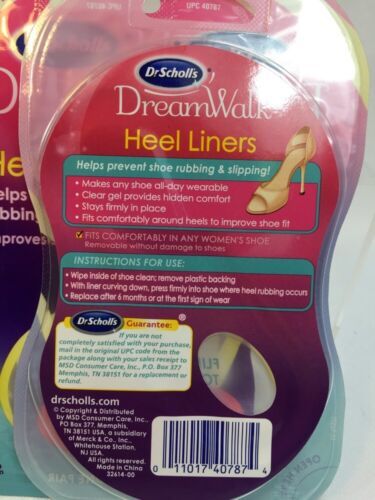 UPC 40787
UPC 40787
Dr Scholl's
DreamWalk
Heel Liners
Helps prevent shoe rubbing & slipping!
• Makes any shoe all-day wearable
• Clear gel provides hidden comfort
• Stays firmly in place
• Fits comfortably around heels to improve shoe fit
FITS COMFORTABLY IN ANY WOMEN'S SHOE
Removable without damage to shoes
INSTRUCTIONS FOR USE:
• Wipe inside of shoe clean; remove plastic backing
• With liner curving down, press firmly into shoe where heel rubbing occurs
• Replace after 6 months or at the first sign of wear
Dr Scholl's® Guarantee:
If you are not
completely satisfied with your purchase,
mail in the original UPC code from the
package along with your sales receipt to
MSD Consumer Care, Inc., P.O. Box 377
Memphis, TN 38151 for a replacement or
refund.
drscholls.com
© Copyright & Distributed
by MSD Consumer Care, Inc.,
PO Box 377, Memphis,
TN 38151 USA, a subsidiary
of Merck & Co., Inc.
Whitehouse Station,
NJ USA.
All rights reserved.
Made in China
32614-00
0 11017 40787 4